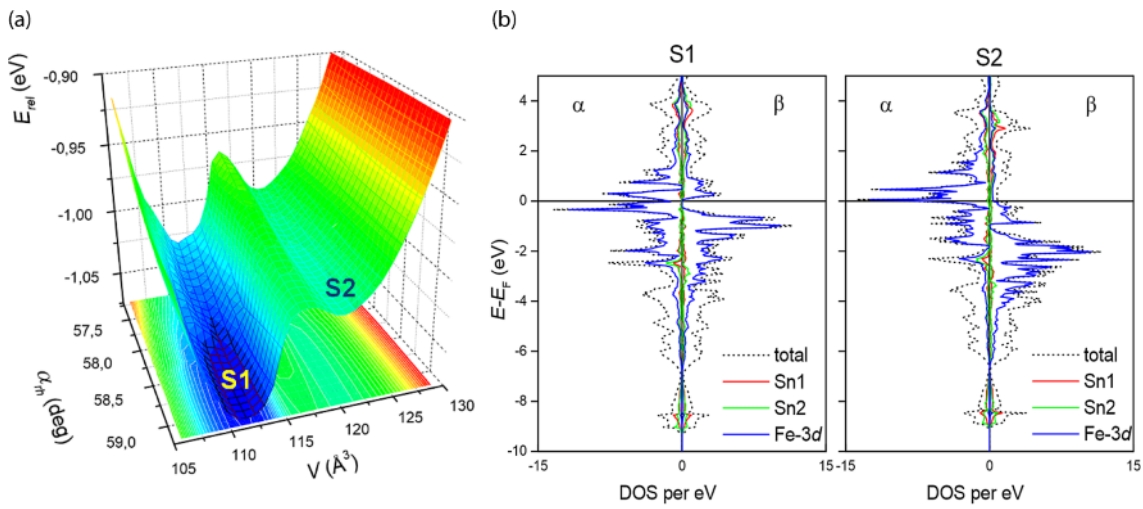 (a)
-0,90
-0,95
-1,00
-1,05
E_rel (eV)
S1
S2
57,5
58,0
58,5
59,0
α_rh (deg)
105
110
115
120
125
130
V (Å³)
(b)
S1
S2
α
β
α
β
4
2
0
-2
-4
-6
-8
-10
E-E_F (eV)
total
Sn1
Sn2
Fe-3d
total
Sn1
Sn2
Fe-3d
-15
0
15
-15
0
15
DOS per eV
DOS per eV